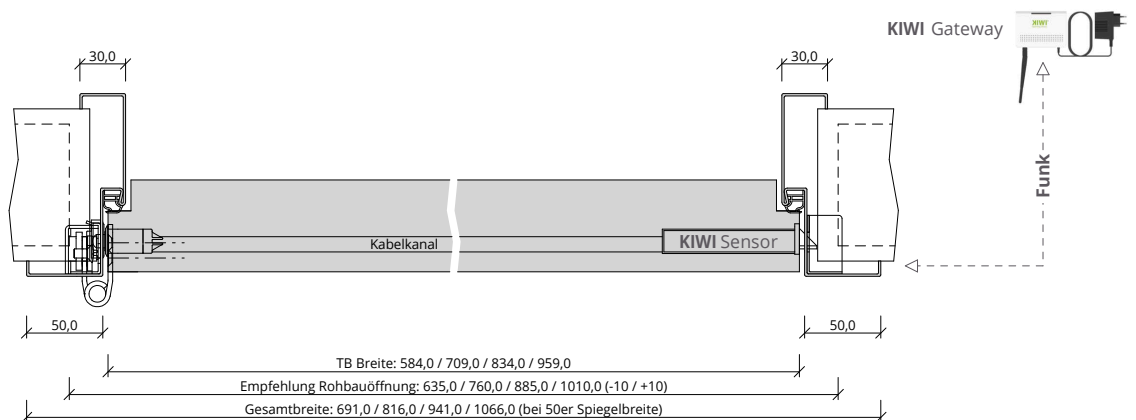 KIWI Gateway
KIWI
30,0
30,0
Funk
Kabelkanal
KIWI Sensor
50,0
50,0
TB Breite: 584,0 / 709,0 / 834,0 / 959,0
Empfehlung Rohbauöffnung: 635,0 / 760,0 / 885,0 / 1010,0 (-10 / +10)
Gesamtbreite: 691,0 / 816,0 / 941,0 / 1066,0 (bei 50er Spiegelbreite)